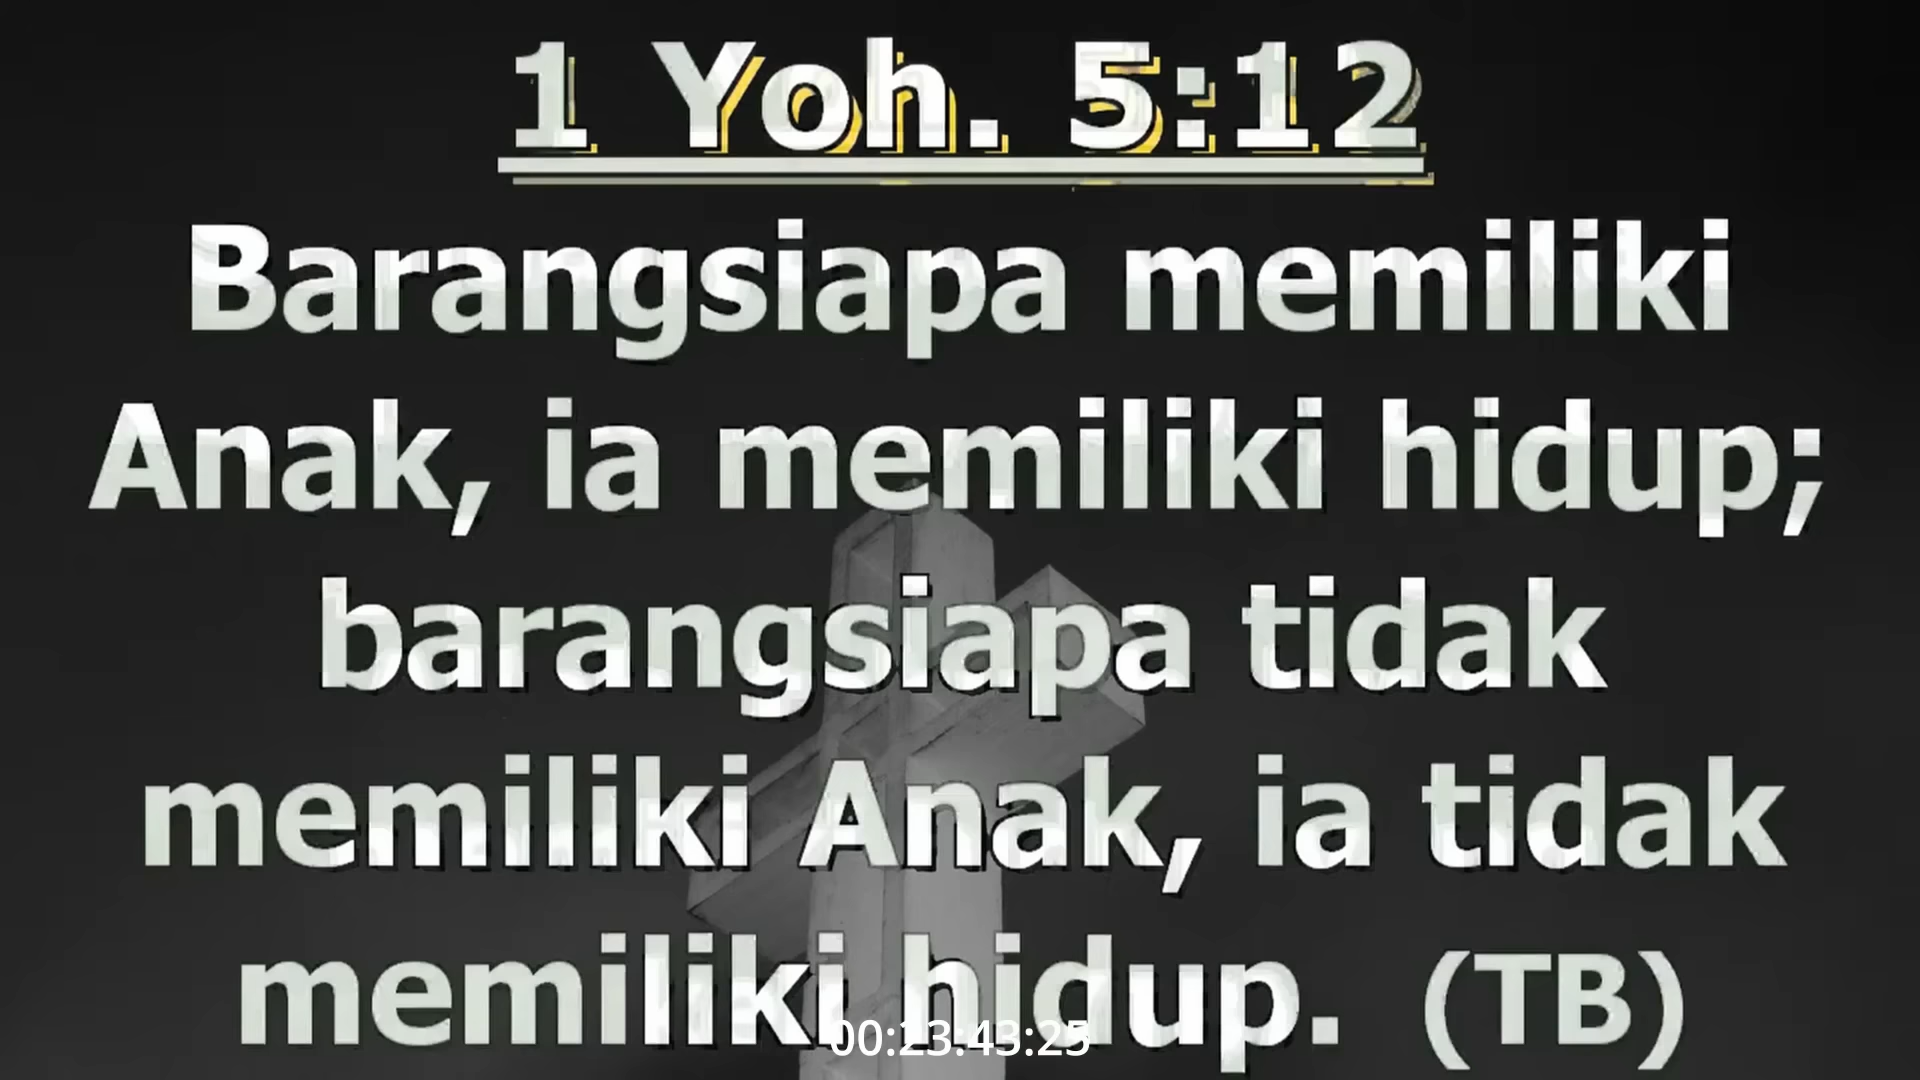 1 Yoh. 5:12
Barangsiapa memiliki
Anak, ia memiliki hidup;
barangsiapa tidak
memiliki Anak, ia tidak
memiliki hidup. (TB)
00:23:43:25